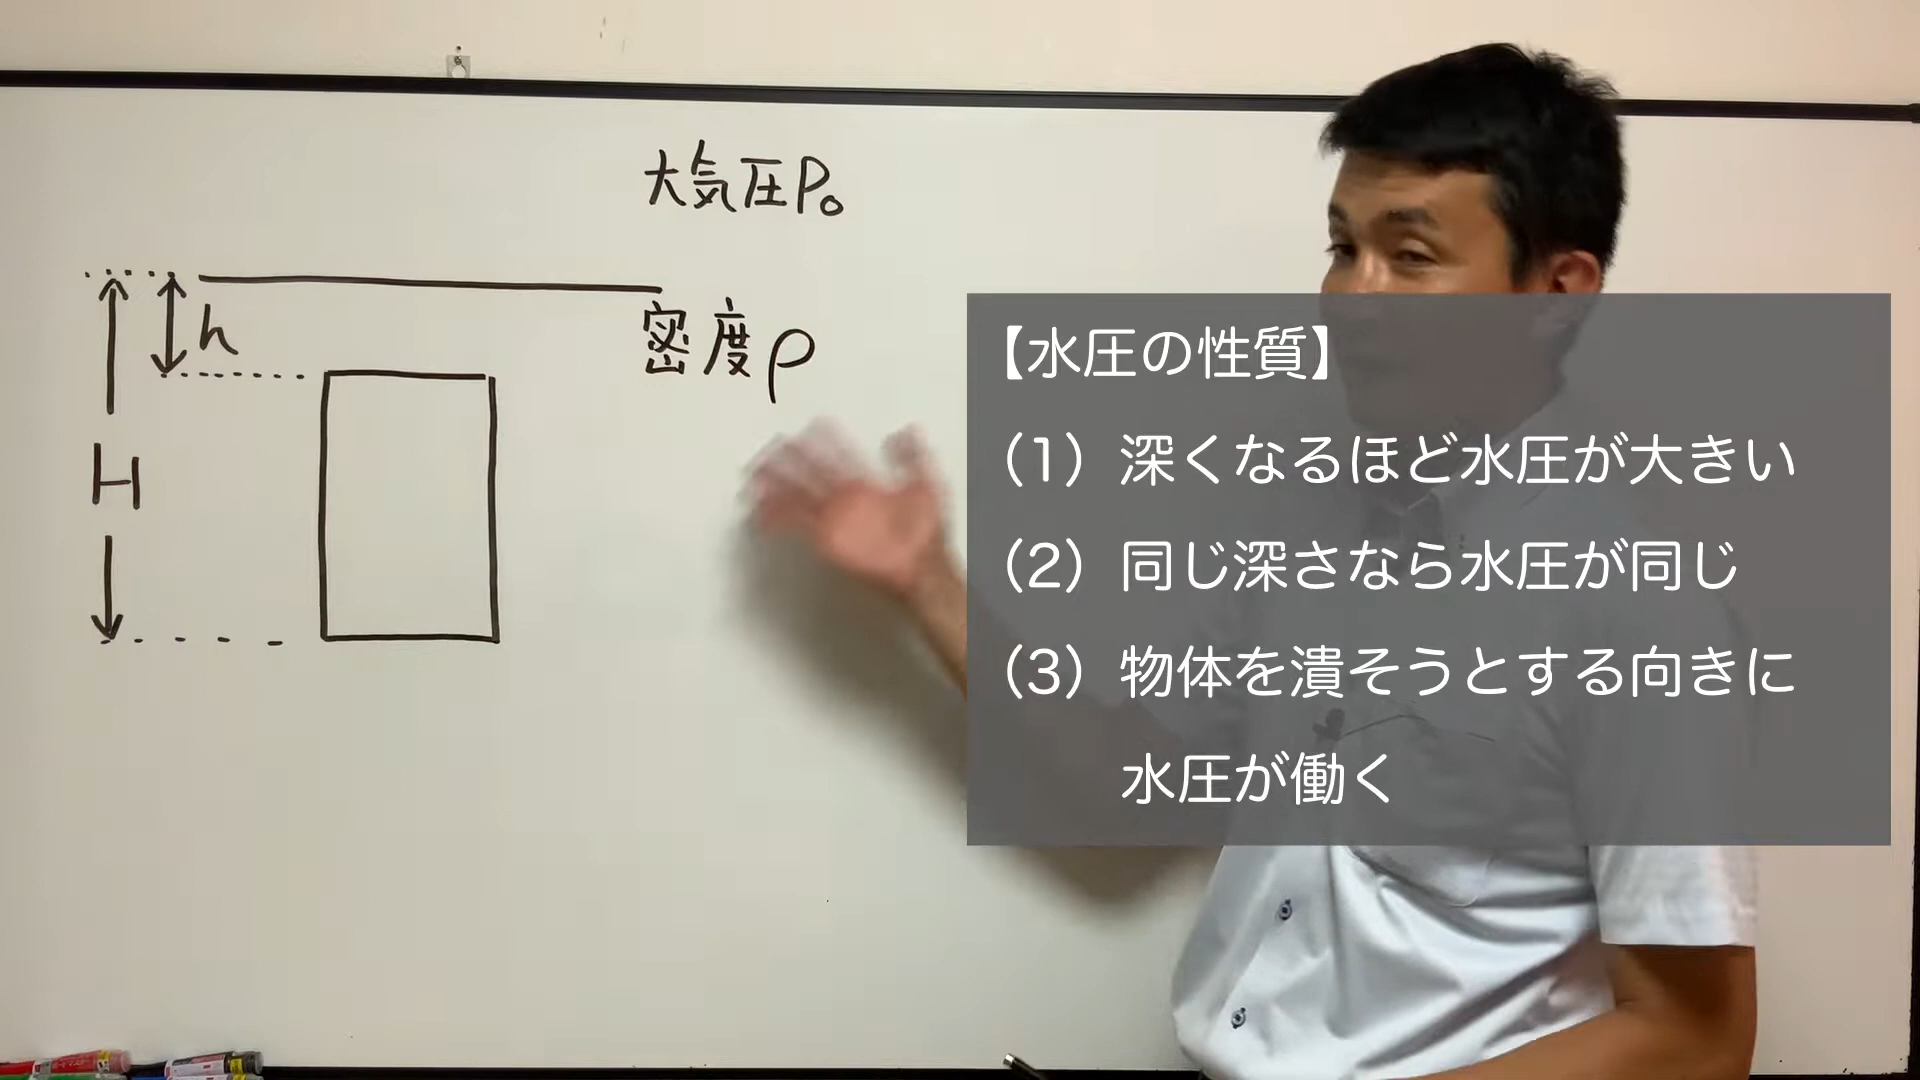 大気圧P₀
h
密度ρ
H
【水圧の性質】
（1）深くなるほど水圧が大きい
（2）同じ深さなら水圧が同じ
（3）物体を潰そうとする向きに
水圧が働く